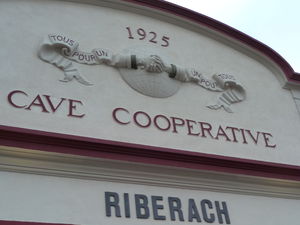 1925
TOUS POUR UN UN POUR TOUS
CAVE COOPERATIVE
RIBERACH